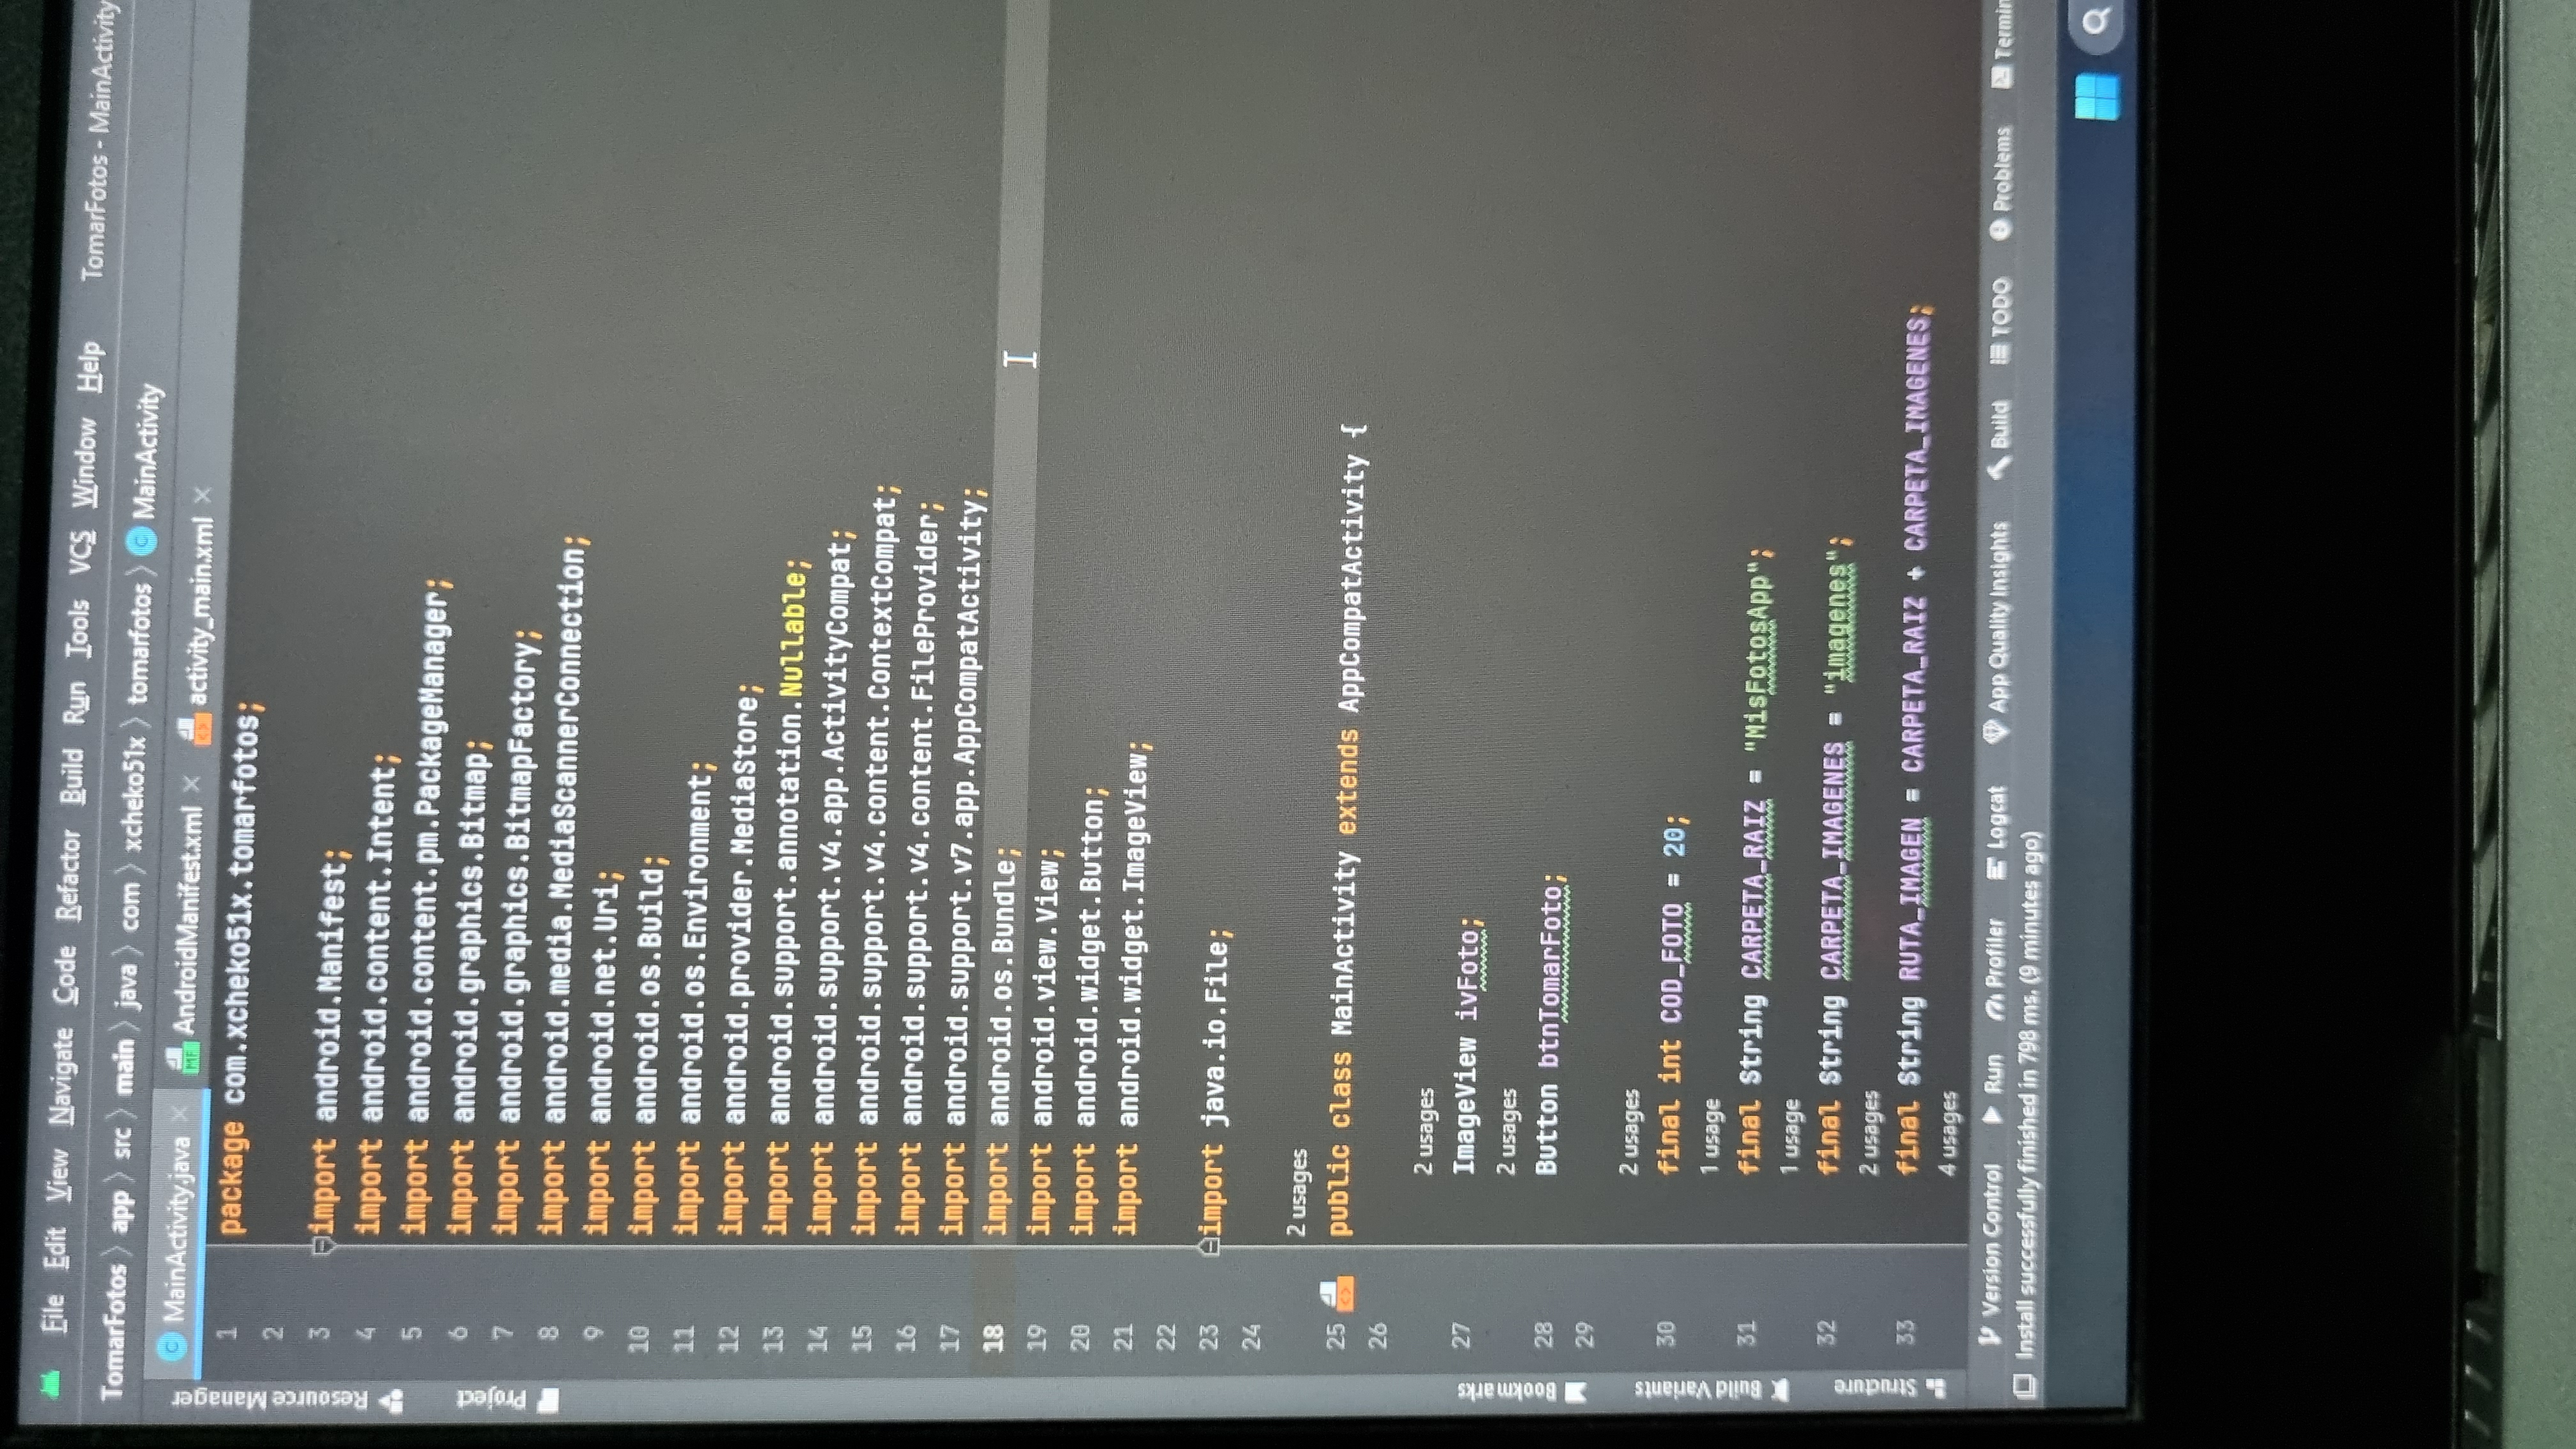 File Edit View Navigate Code Refactor Build Run Tools VCS Window Help TomarFotos - MainActivity
TomarFotos app src main java com xcheko51x tomarfotos MainActivity
MainActivity.java AndroidManifest.xml activity_main.xml
Resource Manager
Project
Bookmarks
Build Variants
Structure
1 package com.xcheko51x.tomarfotos;
2
3 import android.Manifest;
4 import android.content.Intent;
5 import android.content.pm.PackageManager;
6 import android.graphics.Bitmap;
7 import android.graphics.BitmapFactory;
8 import android.media.MediaScannerConnection;
9 import android.net.Uri;
10 import android.os.Build;
11 import android.os.Environment;
12 import android.provider.MediaStore;
13 import android.support.annotation.Nullable;
14 import android.support.v4.app.ActivityCompat;
15 import android.support.v4.content.ContextCompat;
16 import android.support.v4.content.FileProvider;
17 import android.support.v7.app.AppCompatActivity;
18 import android.os.Bundle;
19 import android.view.View;
20 import android.widget.Button;
21 import android.widget.ImageView;
22
23 import java.io.File;
24
2 usages
25 public class MainActivity extends AppCompatActivity {
26
2 usages
27 ImageView ivFoto;
2 usages
28 Button btnTomarFoto;
29
2 usages
30 final int COD_FOTO = 20;
1 usage
31 final String CARPETA_RAIZ = "MisFotosApp";
1 usage
32 final String CARPETA_IMAGENES = "imagenes";
2 usages
33 final String RUTA_IMAGEN = CARPETA_RAIZ + CARPETA_IMAGENES;
4 usages
Version Control Run Profiler Logcat App Quality Insights Build TODO Problems Termin
Install successfully finished in 798 ms. (9 minutes ago)